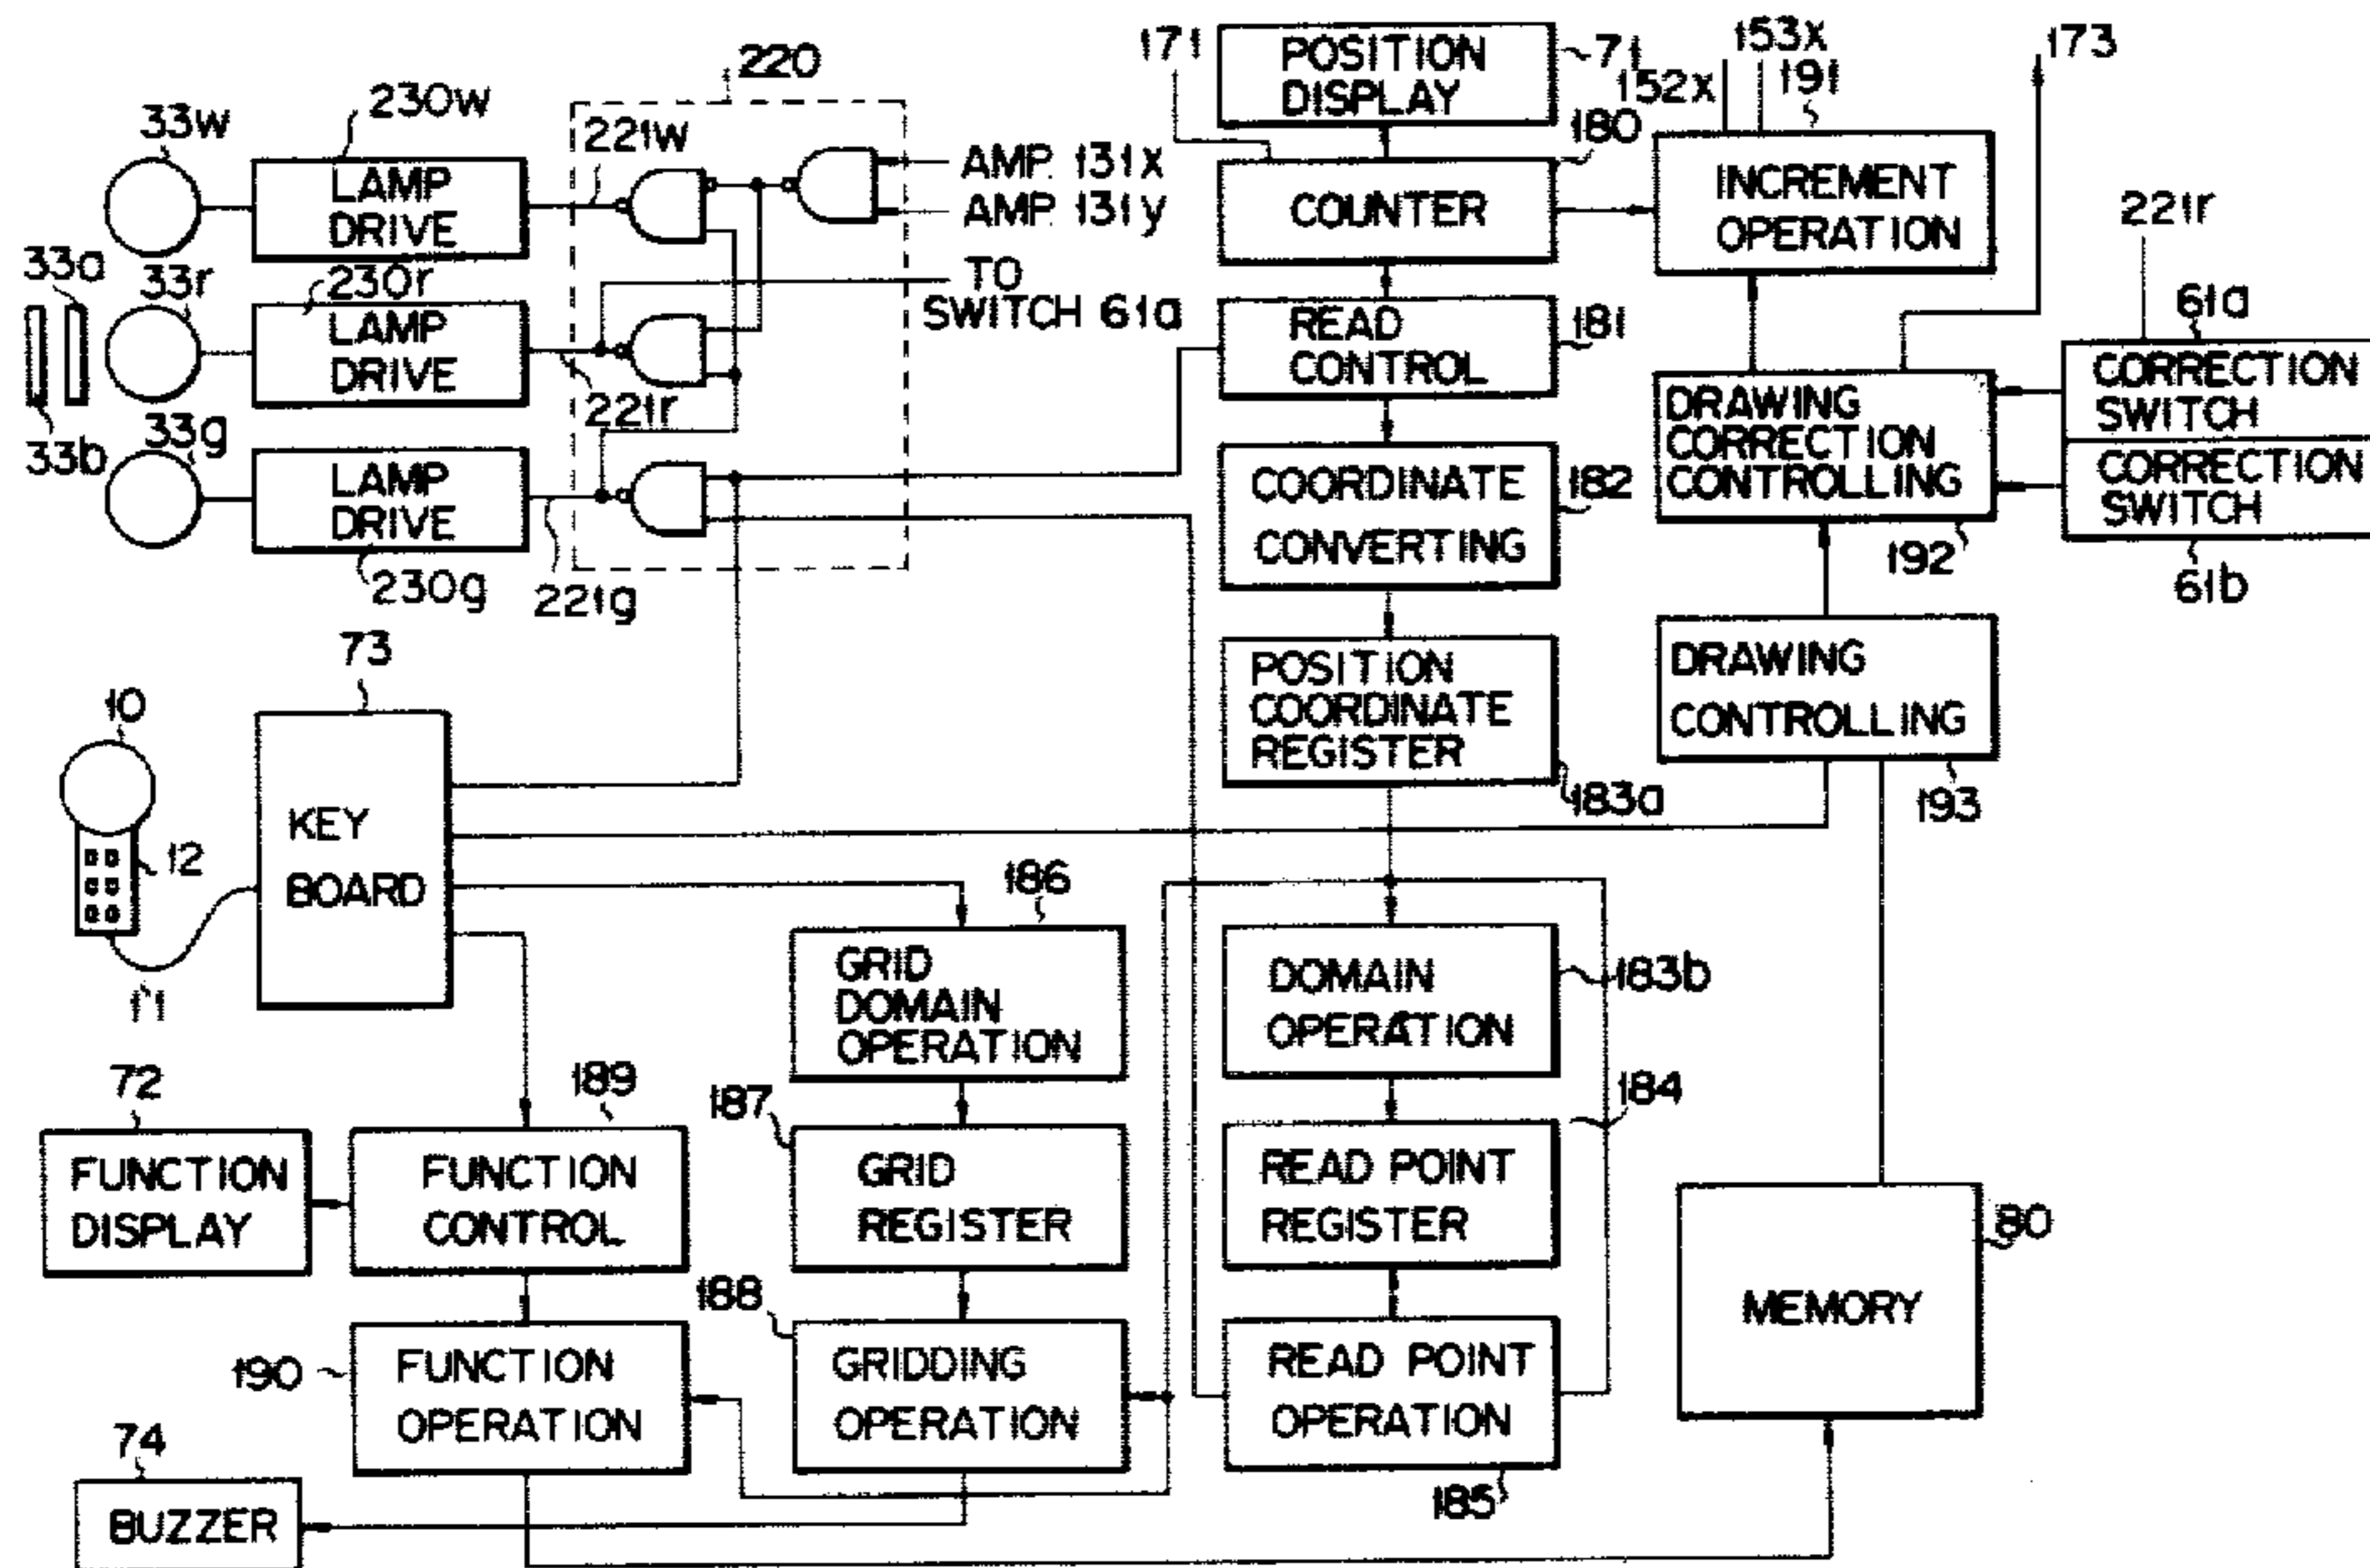 220
171
POSITION
DISPLAY
71
153x
152x
191
173
33w
230w
221w
LAMP
DRIVE
AMP. 131x
AMP. 131y
180
COUNTER
INCREMENT
OPERATION
221r
33a
33r
230r
LAMP
DRIVE
TO
SWITCH 61a
221r
READ
CONTROL
181
61a
CORRECTION
SWITCH
DRAWING
CORRECTION
CONTROLLING
CORRECTION
SWITCH
192
61b
33b
33g
LAMP
DRIVE
230g
221g
COORDINATE
CONVERTING
182
73
10
KEY
BOARD
12
11
POSITION
COORDINATE
REGISTER
183a
DRAWING
CONTROLLING
193
186
GRID
DOMAIN
OPERATION
DOMAIN
OPERATION
183b
72
FUNCTION
DISPLAY
189
FUNCTION
CONTROL
187
GRID
REGISTER
184
READ POINT
REGISTER
80
MEMORY
190
FUNCTION
OPERATION
188
GRIDDING
OPERATION
READ POINT
OPERATION
185
74
BUZZER